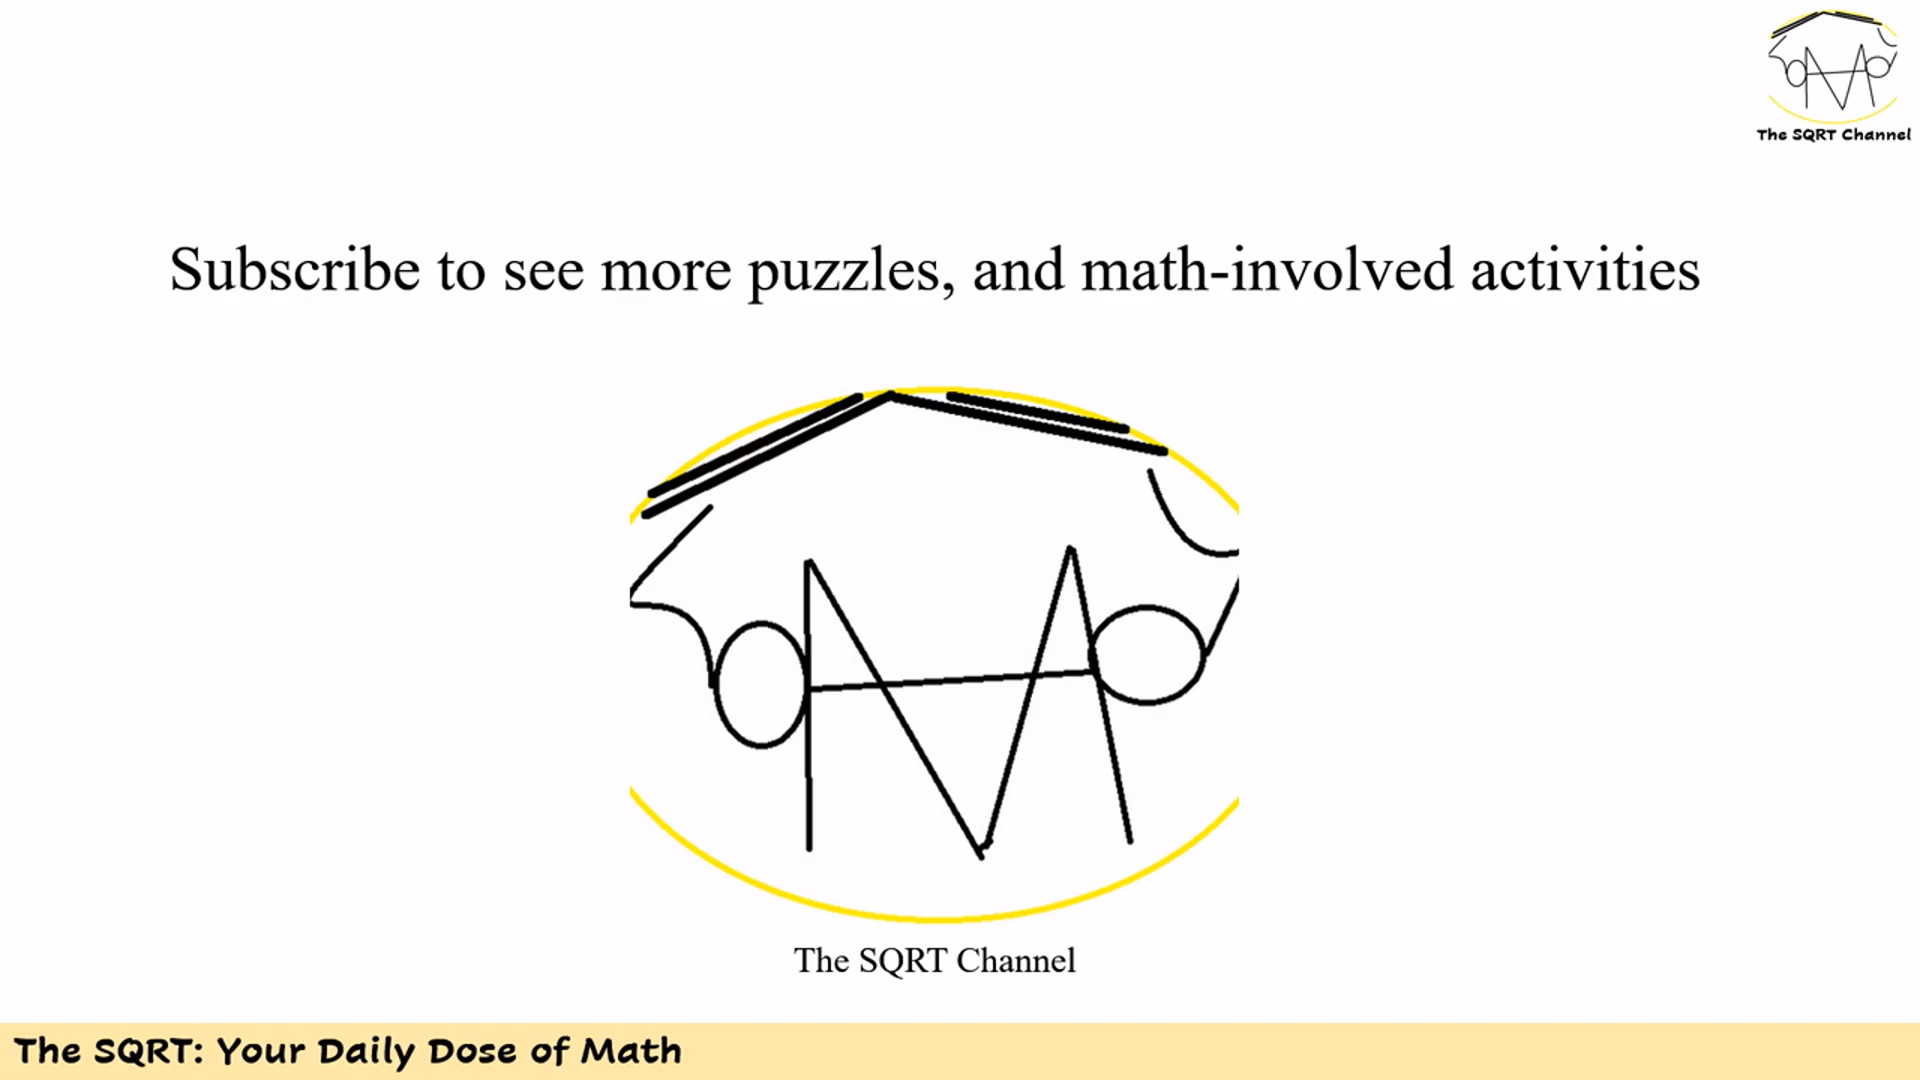 The SQRT Channel
Subscribe to see more puzzles, and math-involved activities
The SQRT Channel
The SQRT: Your Daily Dose of Math